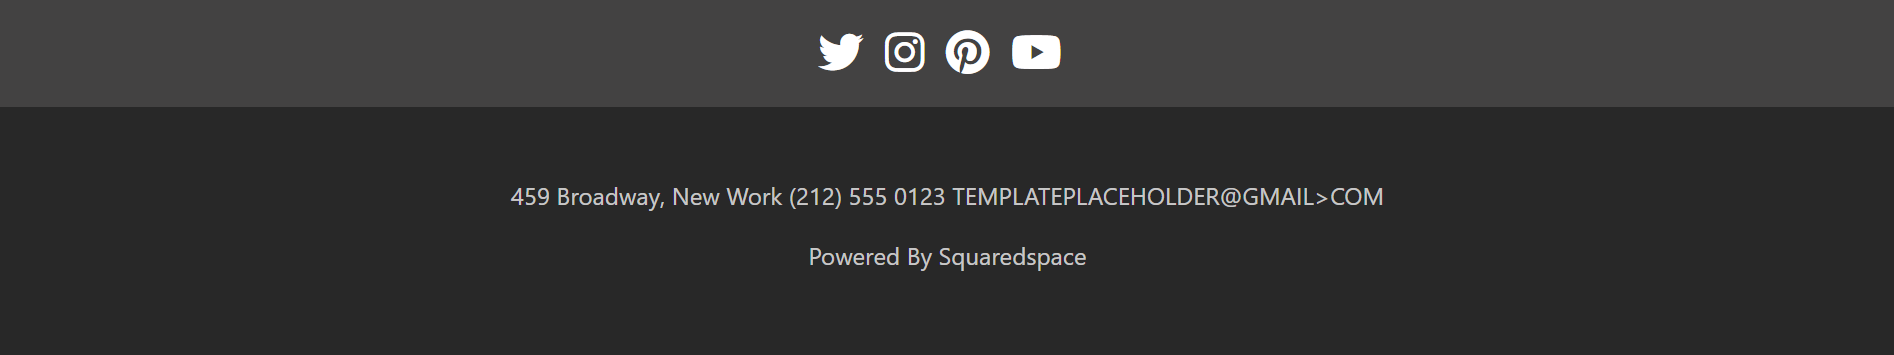 459 Broadway, New Work (212) 555 0123 TEMPLATEPLACEHOLDER@GMAIL>COM
Powered By Squaredspace